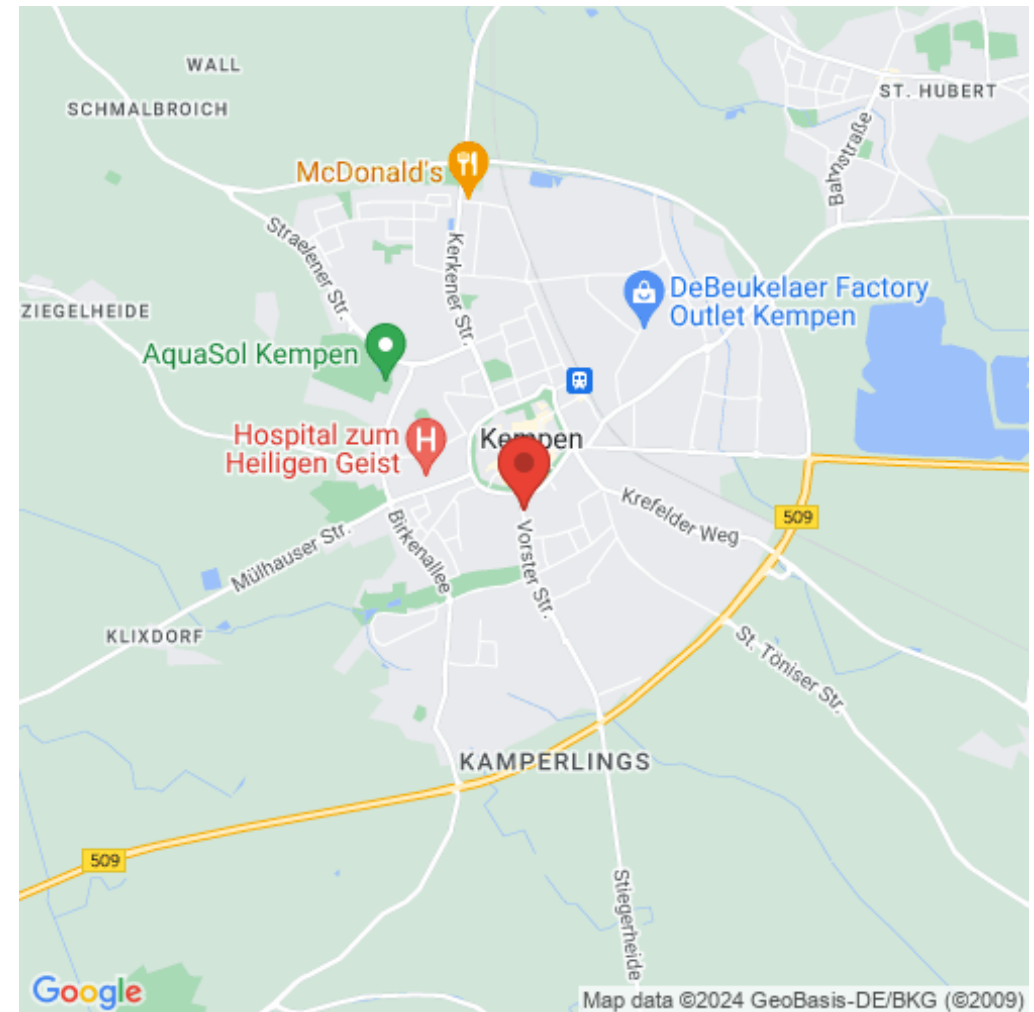 WALL
SCHMALBROICH
ST. HUBERT
Bahnstraße
McDonald's
Straelener Str.
Kerkener Str.
DeBeukelaer Factory
Outlet Kempen
ZIEGELHEIDE
AquaSol Kempen
Hospital zum
Heiligen Geist
H
Kempen
Krefelder Weg
509
Mülhauser Str.
Birkenallee
Vorster Str.
KLIXDORF
St. Töniser Str.
KAMPERLINGS
509
Stiegerheide
Google
Map data ©2024 GeoBasis-DE/BKG (©2009)